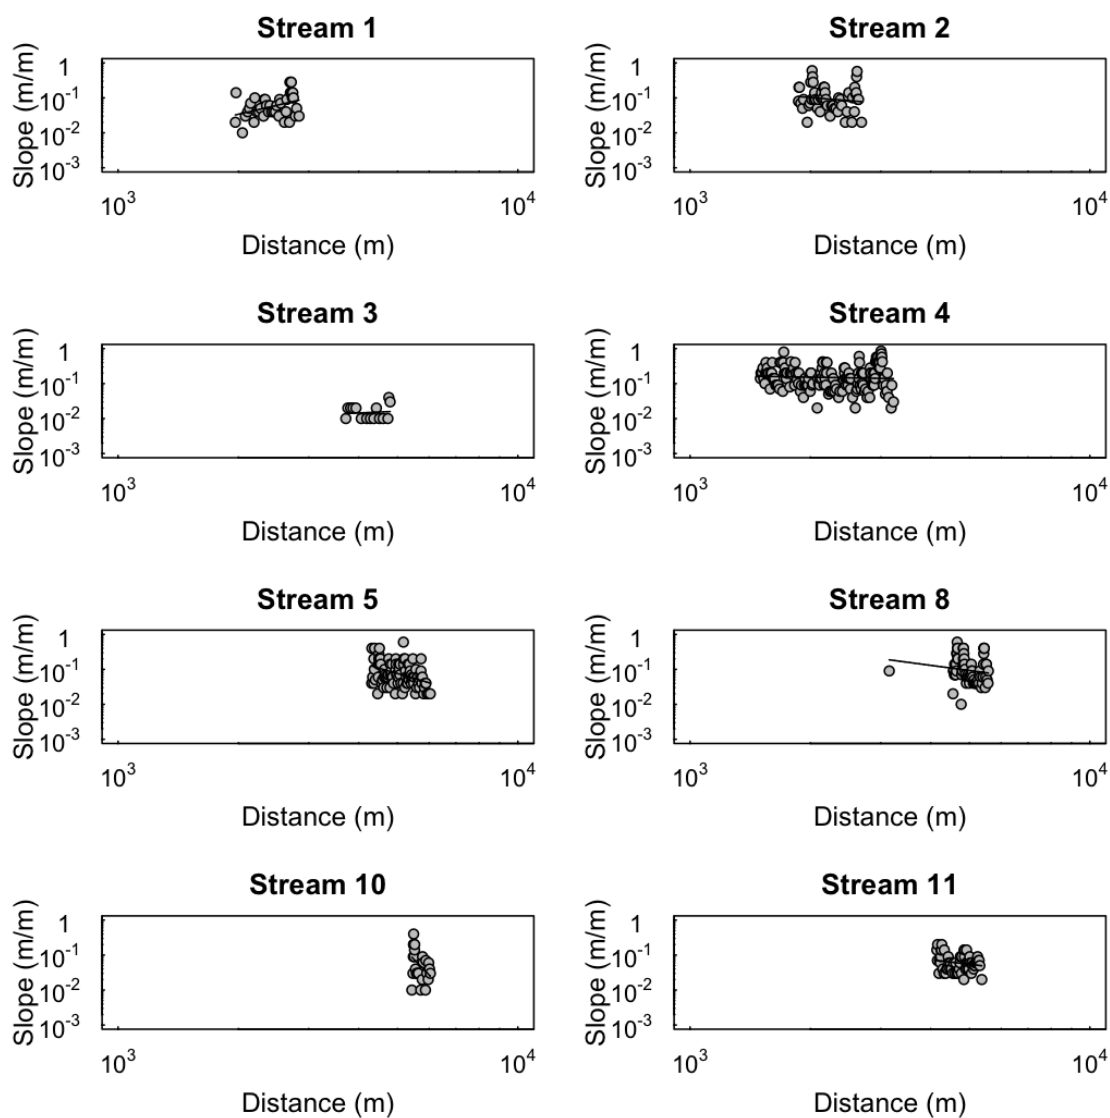 Stream 1
Slope (m/m)
1
10^-1
10^-2
10^-3
10^3
10^4
Distance (m)
Stream 2
Slope (m/m)
1
10^-1
10^-2
10^-3
10^3
10^4
Distance (m)
Stream 3
Slope (m/m)
1
10^-1
10^-2
10^-3
10^3
10^4
Distance (m)
Stream 4
Slope (m/m)
1
10^-1
10^-2
10^-3
10^3
10^4
Distance (m)
Stream 5
Slope (m/m)
1
10^-1
10^-2
10^-3
10^3
10^4
Distance (m)
Stream 8
Slope (m/m)
1
10^-1
10^-2
10^-3
10^3
10^4
Distance (m)
Stream 10
Slope (m/m)
1
10^-1
10^-2
10^-3
10^3
10^4
Distance (m)
Stream 11
Slope (m/m)
1
10^-1
10^-2
10^-3
10^3
10^4
Distance (m)